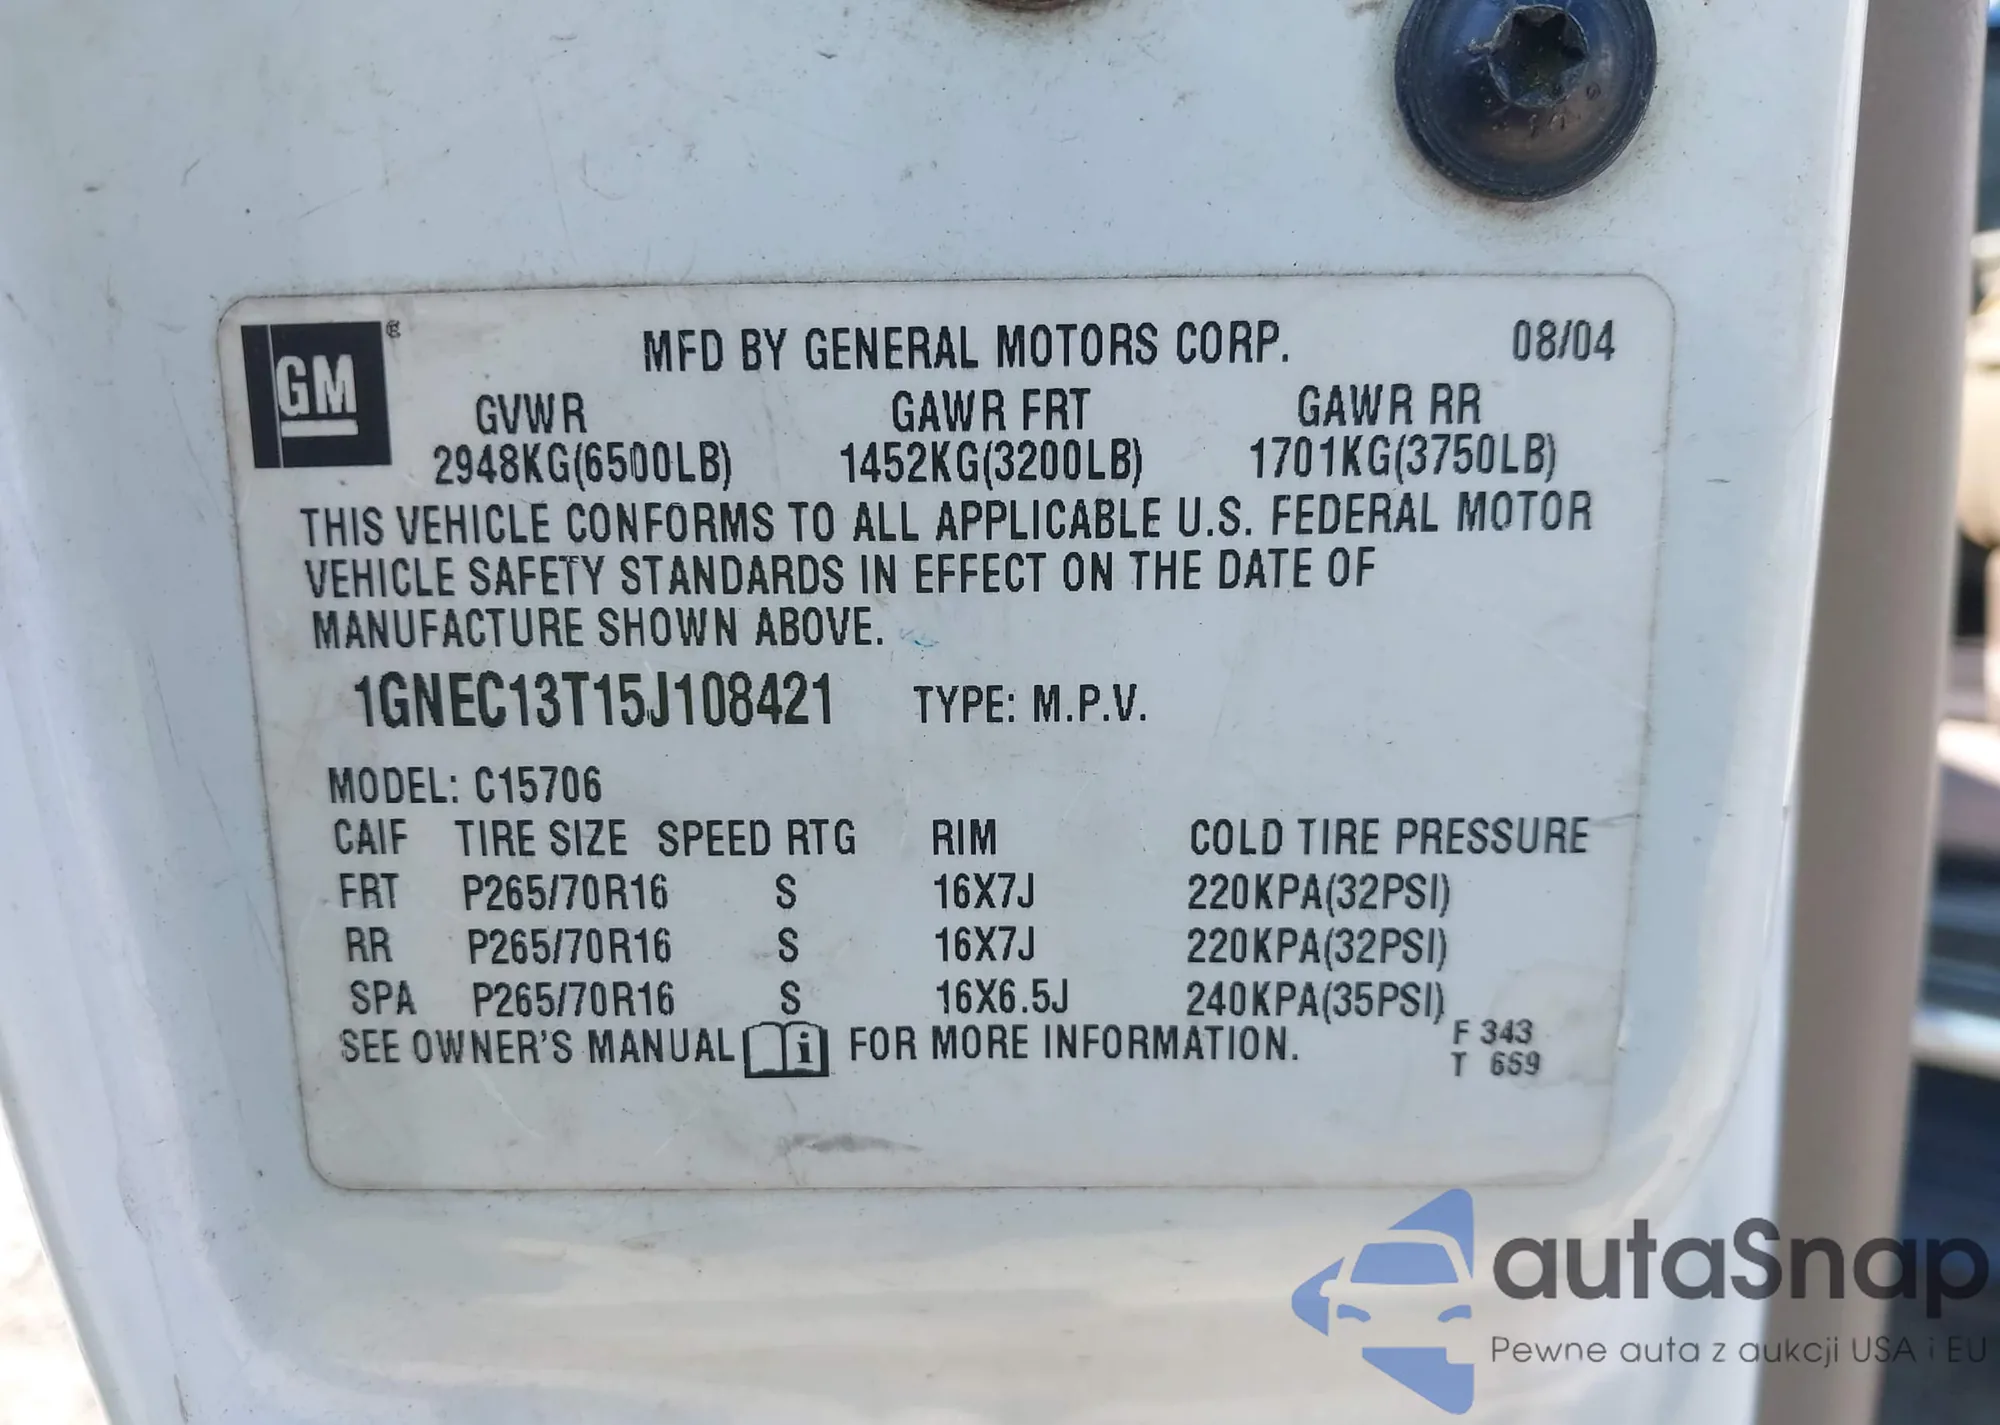 GM®
MFD BY GENERAL MOTORS CORP. 08/04
GVWR GAWR FRT GAWR RR
2948KG(6500LB) 1452KG(3200LB) 1701KG(3750LB)
THIS VEHICLE CONFORMS TO ALL APPLICABLE U.S. FEDERAL MOTOR
VEHICLE SAFETY STANDARDS IN EFFECT ON THE DATE OF
MANUFACTURE SHOWN ABOVE.
1GNEC13T15J108421 TYPE: M.P.V.
MODEL: C15706
CAIF TIRE SIZE SPEED RTG RIM COLD TIRE PRESSURE
FRT P265/70R16 S 16X7J 220KPA(32PSI)
RR P265/70R16 S 16X7J 220KPA(32PSI)
SPA P265/70R16 S 16X6.5J 240KPA(35PSI)
SEE OWNER'S MANUAL i FOR MORE INFORMATION.
F 343
T 659
autaSnap
Pewne auta z aukcji USA i EU